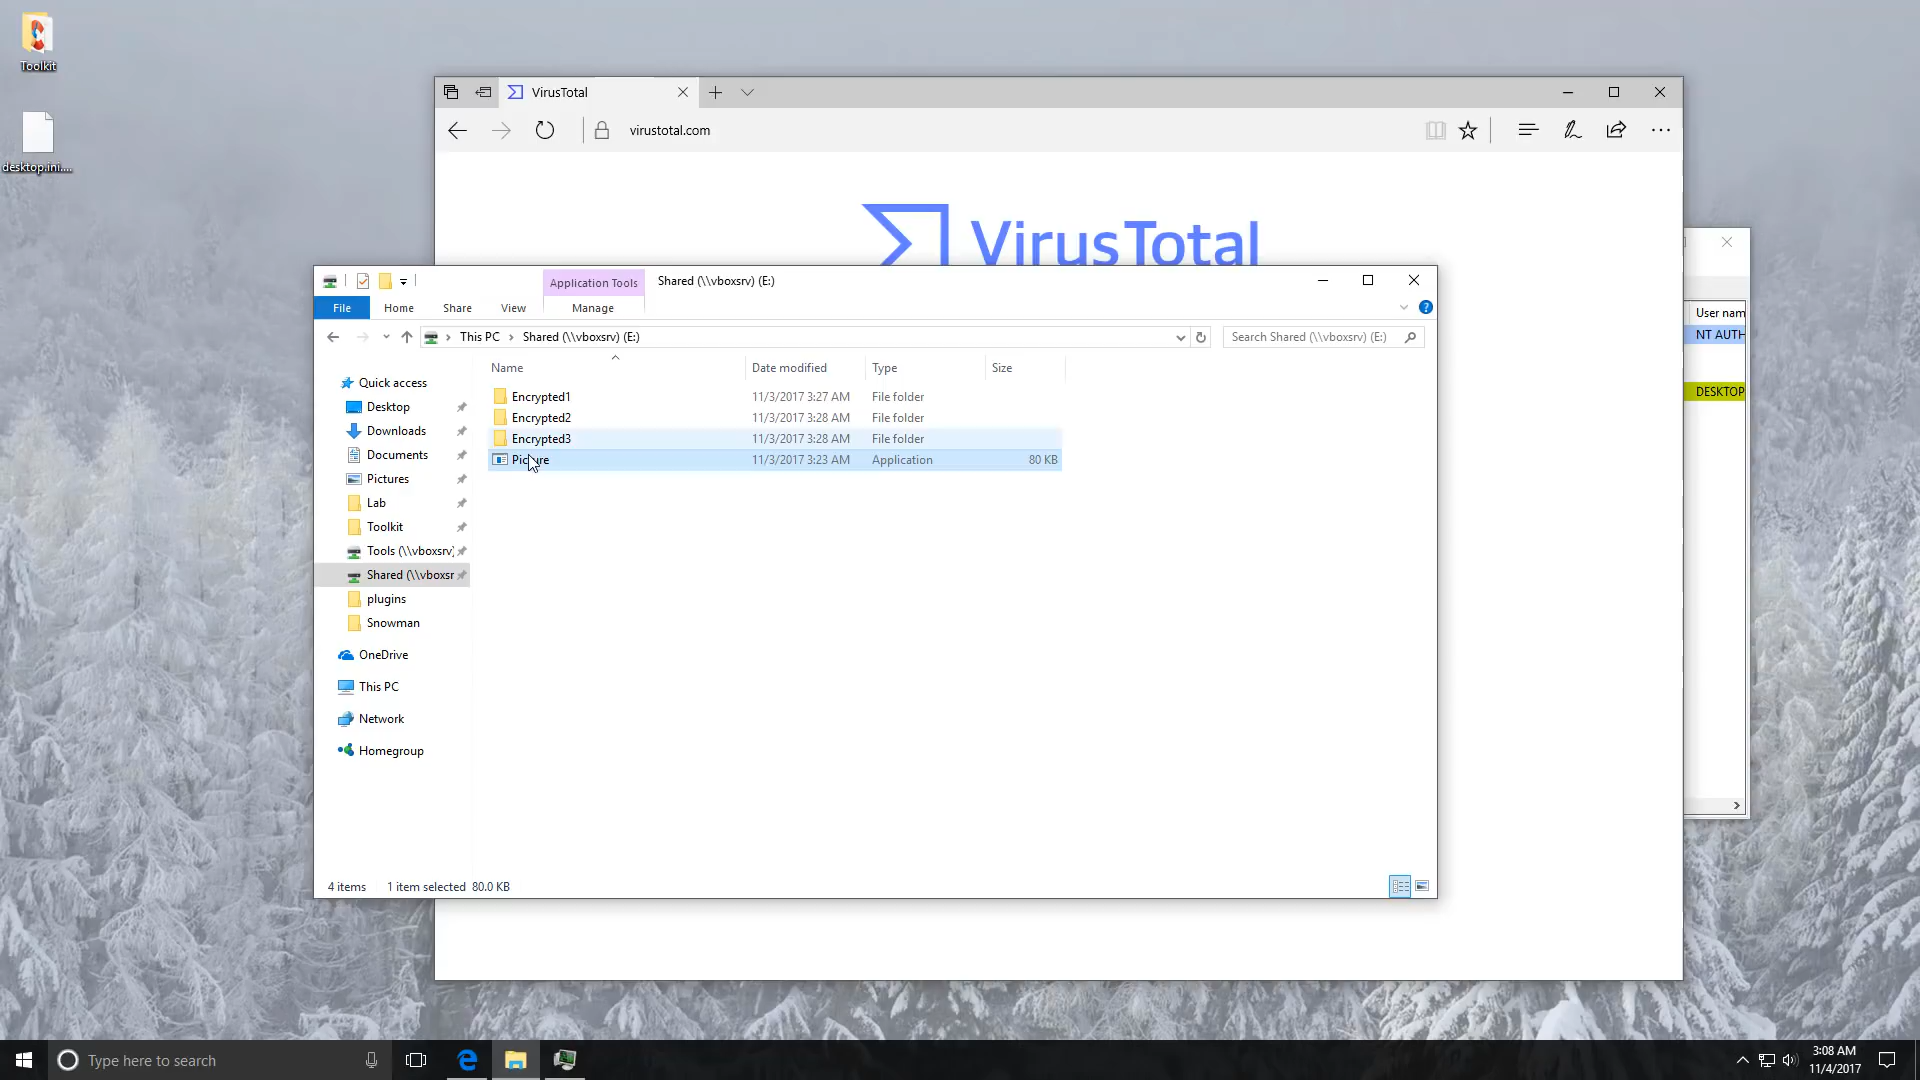 Toolkit
desktop.ini....
VirusTotal
virustotal.com
VirusTotal
Application Tools
Shared (\\vboxsrv) (E:)
File
Home
Share
View
Manage
This PC
Shared (\\vboxsrv) (E:)
Search Shared (\\vboxsrv) (E:)
Name
Date modified
Type
Size
Encrypted1
11/3/2017 3:27 AM
File folder
Encrypted2
11/3/2017 3:28 AM
File folder
Encrypted3
11/3/2017 3:28 AM
File folder
Picture
11/3/2017 3:23 AM
Application
80 KB
Quick access
Desktop
Downloads
Documents
Pictures
Lab
Toolkit
Tools (\\vboxsrv)
Shared (\\vboxsr
plugins
Snowman
OneDrive
This PC
Network
Homegroup
4 items
1 item selected
80.0 KB
User nam
NT AUTH
DESKTOP
Type here to search
3:08 AM
11/4/2017